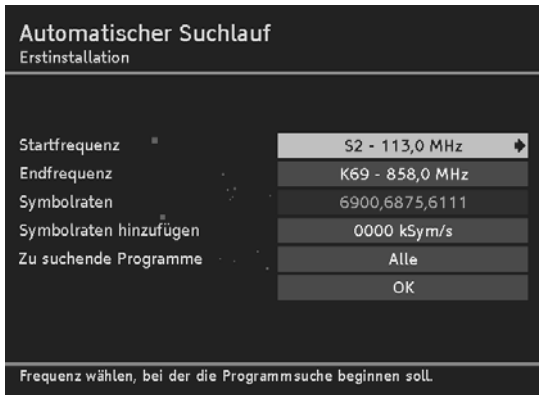 Automatischer Suchlauf
Erstinstallation
Startfrequenz S2 - 113,0 MHz
Endfrequenz K69 - 858,0 MHz
Symbolraten 6900,6875,6111
Symbolraten hinzufügen 0000 kSym/s
Zu suchende Programme Alle
OK
Frequenz wählen, bei der die Programmsuche beginnen soll.